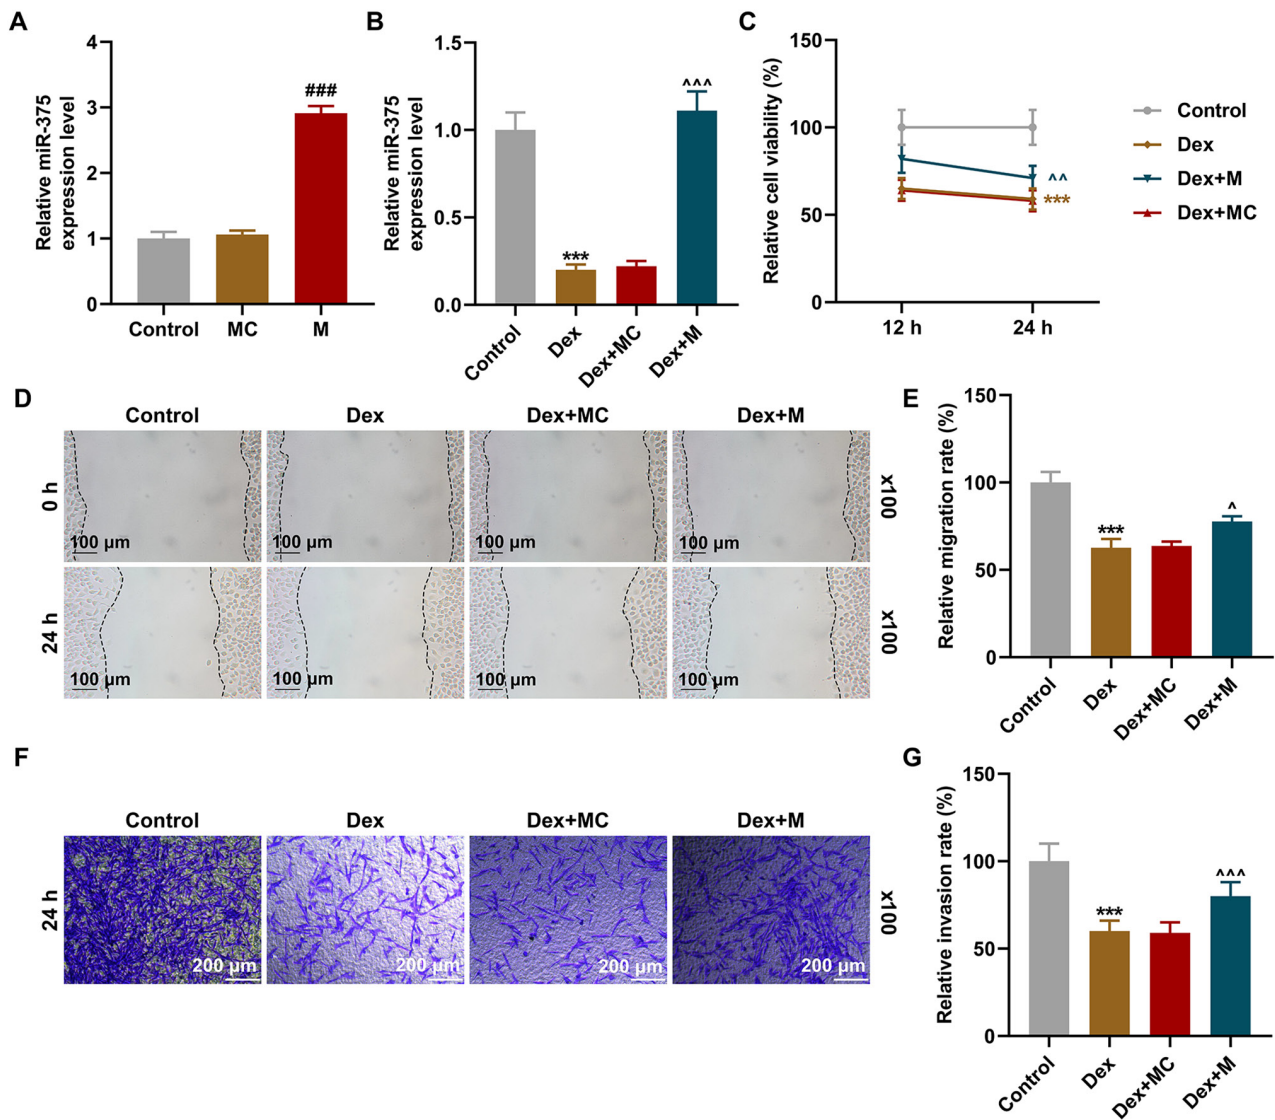 A
Relative miR-375
expression level
4
3
2
1
0
###
Control
MC
M
B
Relative miR-375
expression level
1.5
1.0
0.5
0.0
***
^^^
Control
Dex
Dex+MC
Dex+M
C
Relative cell viability (%)
150
100
50
0
^^
***
12 h
24 h
Control
Dex
Dex+M
Dex+MC
D
Control
Dex
Dex+MC
Dex+M
0 h
100 µm
100 µm
100 µm
100 µm
x100
24 h
100 µm
100 µm
100 µm
100 µm
x100
E
Relative migration rate (%)
150
100
50
0
***
^
Control
Dex
Dex+MC
Dex+M
F
Control
Dex
Dex+MC
Dex+M
24 h
200 µm
200 µm
200 µm
200 µm
x100
G
Relative invasion rate (%)
150
100
50
0
***
^^^
Control
Dex
Dex+MC
Dex+M